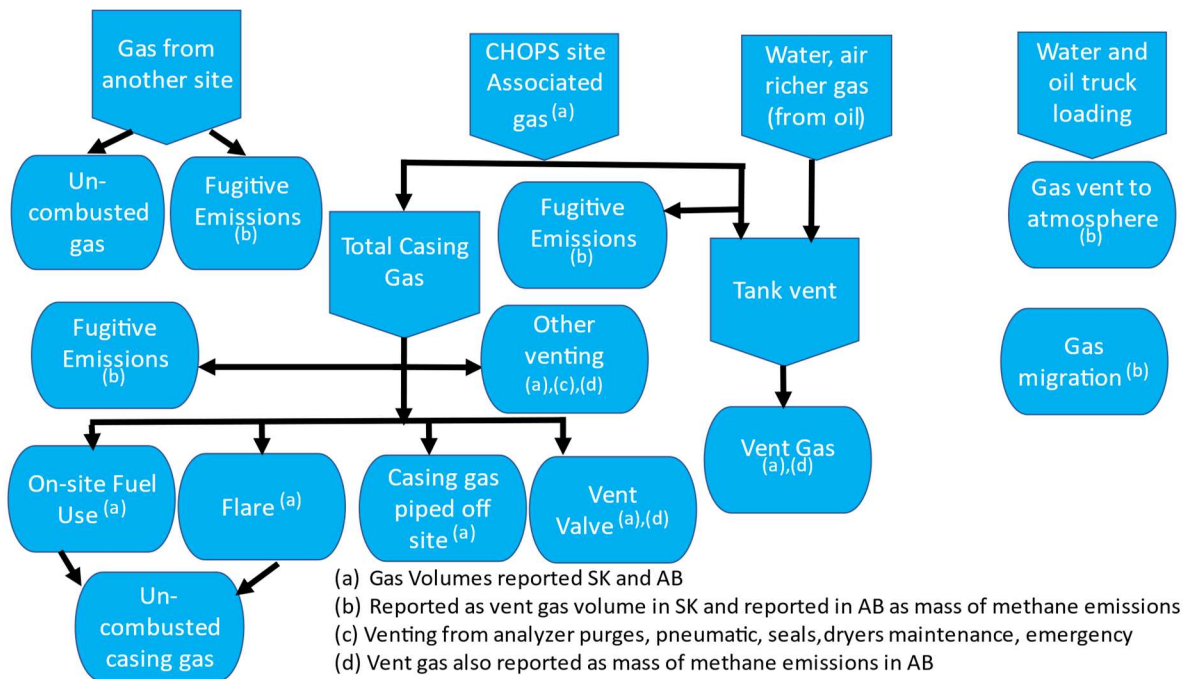 Gas from
another site
CHOPS site
Associated
gas (a)
Water, air
richer gas
(from oil)
Water and
oil truck
loading
Un-
combusted
gas
Fugitive
Emissions
(b)
Total Casing
Gas
Fugitive
Emissions
(b)
Tank vent
Gas vent to
atmosphere
(b)
Fugitive
Emissions
(b)
Other
venting
(a),(c),(d)
Gas
migration (b)
On-site Fuel
Use (a)
Flare (a)
Casing gas
piped off
site (a)
Vent
Valve (a),(d)
Vent Gas
(a),(d)
Un-
combusted
casing gas
(a) Gas Volumes reported SK and AB
(b) Reported as vent gas volume in SK and reported in AB as mass of methane emissions
(c) Venting from analyzer purges, pneumatic, seals,dryers maintenance, emergency
(d) Vent gas also reported as mass of methane emissions in AB